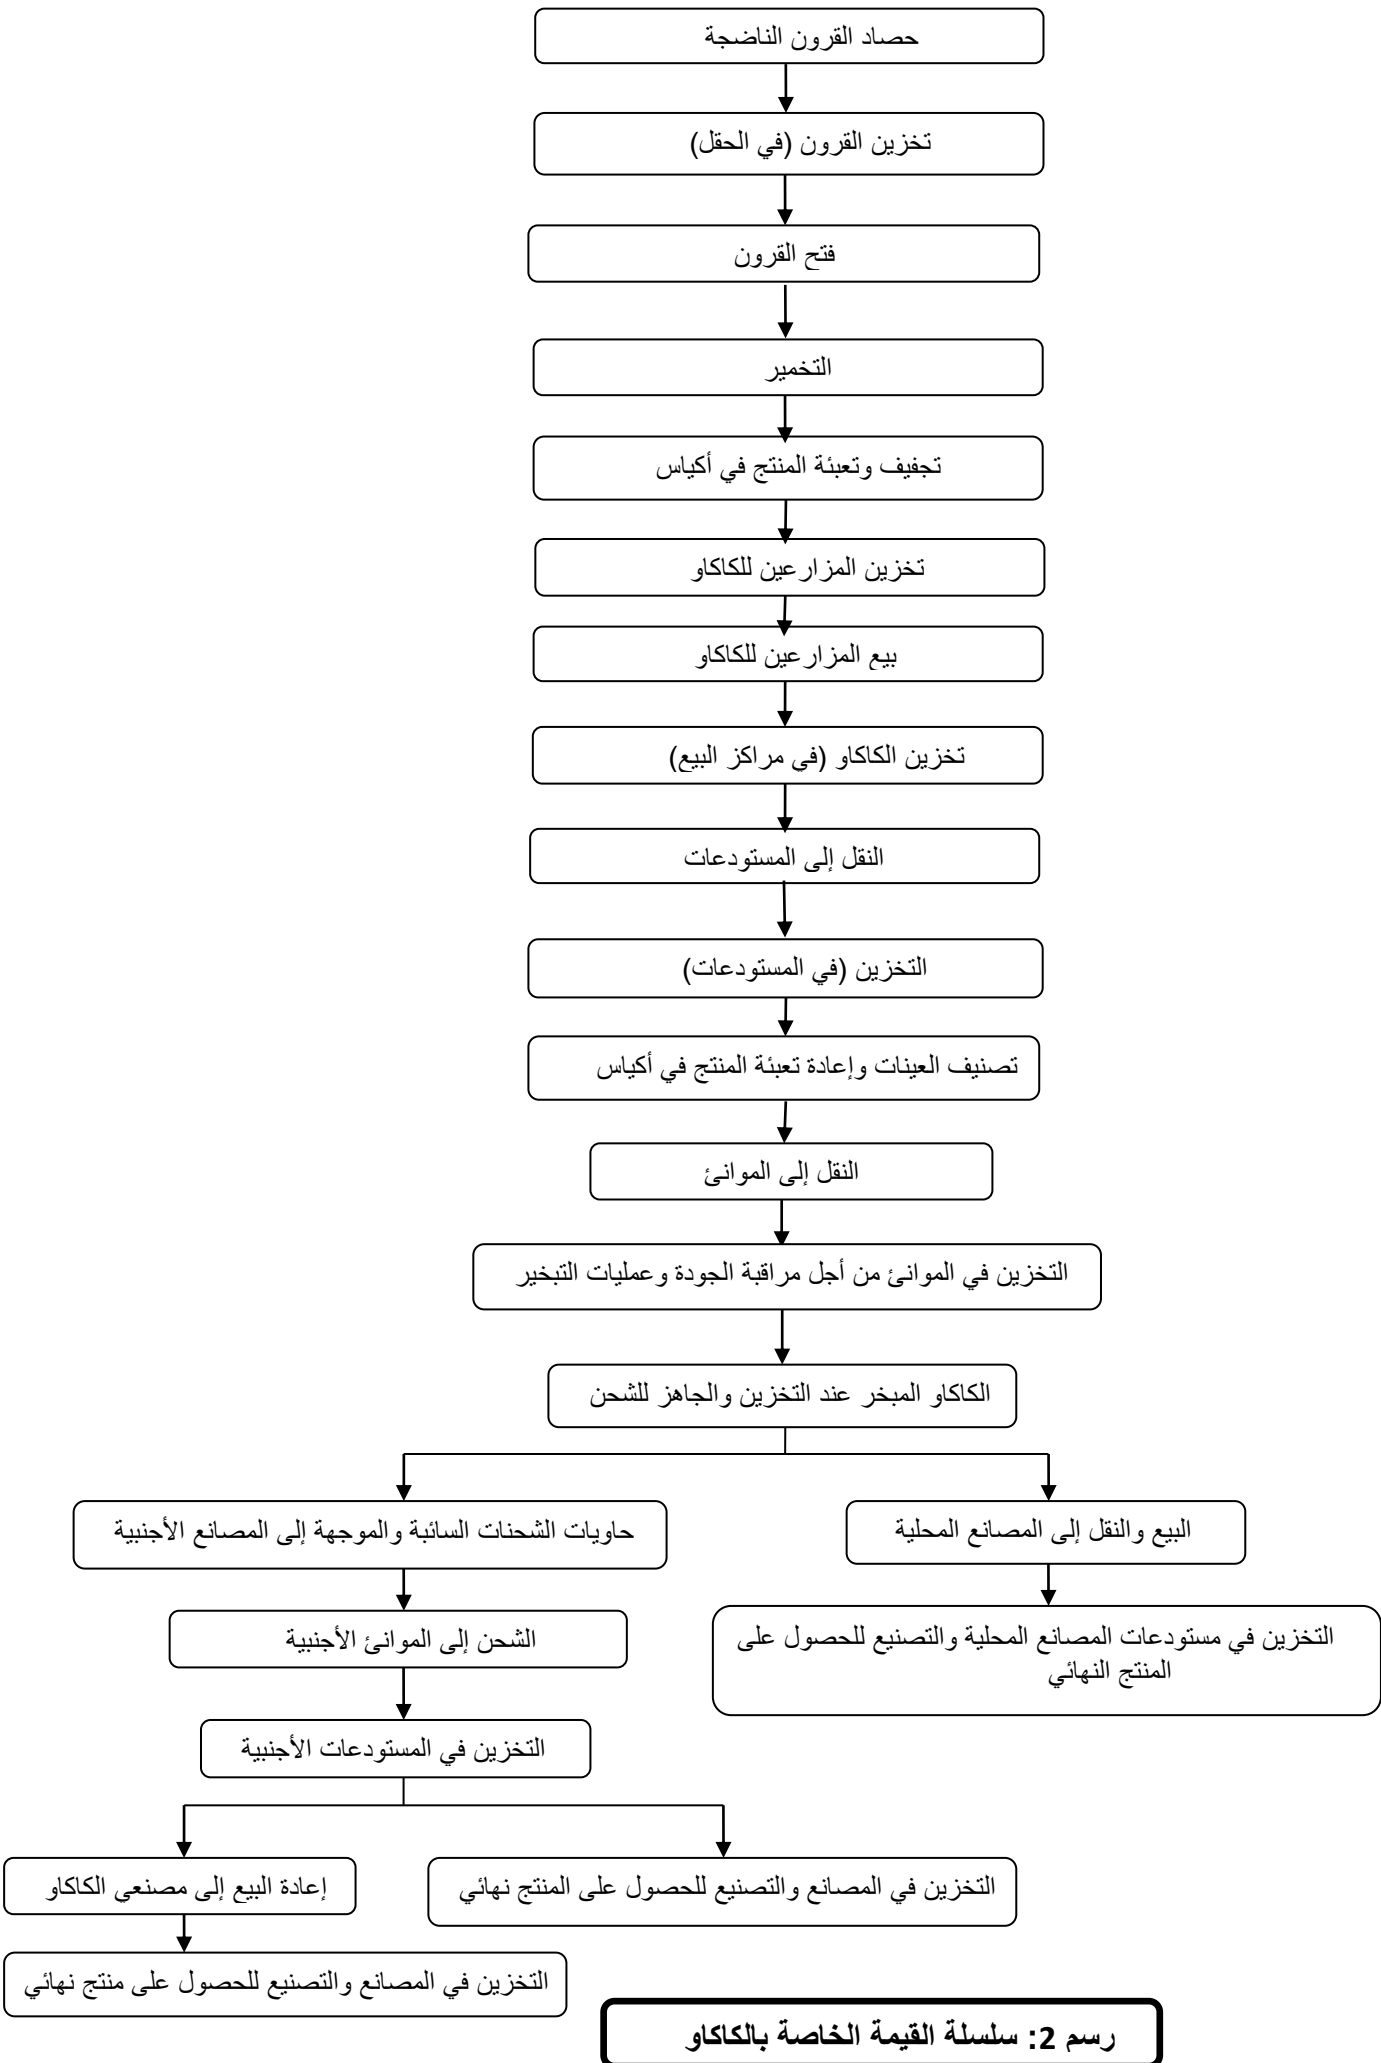 حصاد القرون الناضجة
تخزين القرون (في الحقل)
فتح القرون
التخمير
تجفيف وتعبئة المنتج في أكياس
تخزين المزارعين للكاكاو
بيع المزارعين للكاكاو
تخزين الكاكاو (في مراكز البيع)
النقل إلى المستودعات
التخزين (في المستودعات)
تصنيف العينات وإعادة تعبئة المنتج في أكياس
النقل إلى الموانئ
التخزين في الموانئ من أجل مراقبة الجودة وعمليات التبخير
الكاكاو المبخر عند التخزين والجاهز للشحن
البيع والنقل إلى المصانع المحلية
حاويات الشحنات السائبة والموجهة إلى المصانع الأجنبية
التخزين في مستودعات المصانع المحلية والتصنيع للحصول على
المنتج النهائي
الشحن إلى الموانئ الأجنبية
التخزين في المستودعات الأجنبية
التخزين في المصانع والتصنيع للحصول على المنتج نهائي
إعادة البيع إلى مصنعي الكاكاو
التخزين في المصانع والتصنيع للحصول على منتج نهائي
رسم 2: سلسلة القيمة الخاصة بالكاكاو